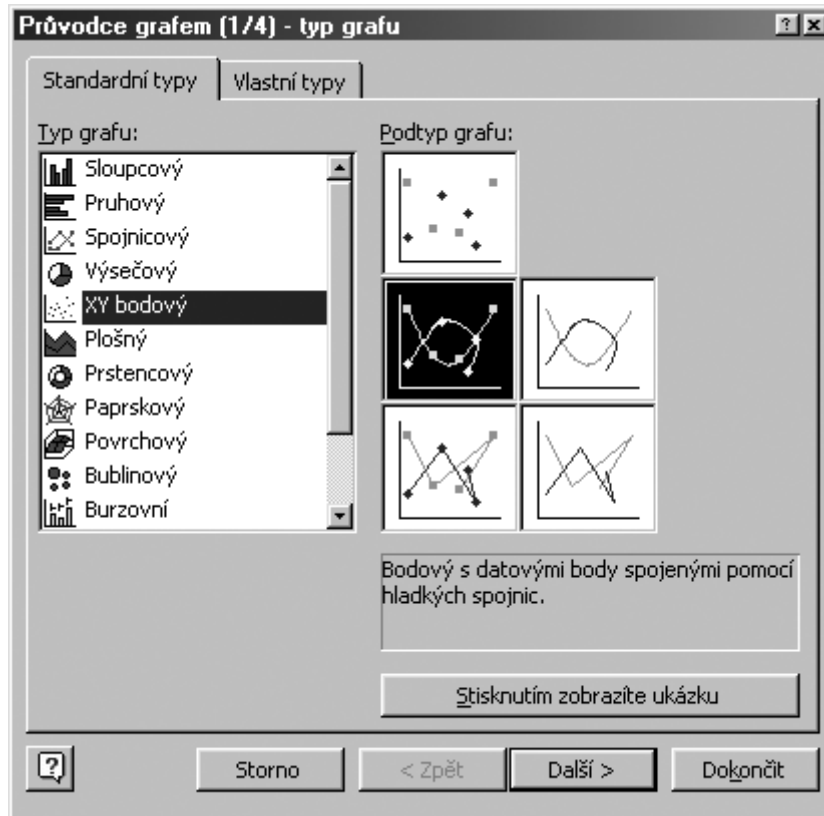 Průvodce grafem (1/4) - typ grafu
Standardní typy
Vlastní typy
Typ grafu:
Sloupcový
Pruhový
Spojnicový
Výsečový
XY bodový
Plošný
Prstencový
Paprskový
Povrchový
Bublinový
Burzovní
Podtyp grafu:
Bodový s datovými body spojenými pomocí
hladkých spojnic.
Stisknutím zobrazíte ukázku
Storno
< Zpět
Další >
Dokončit